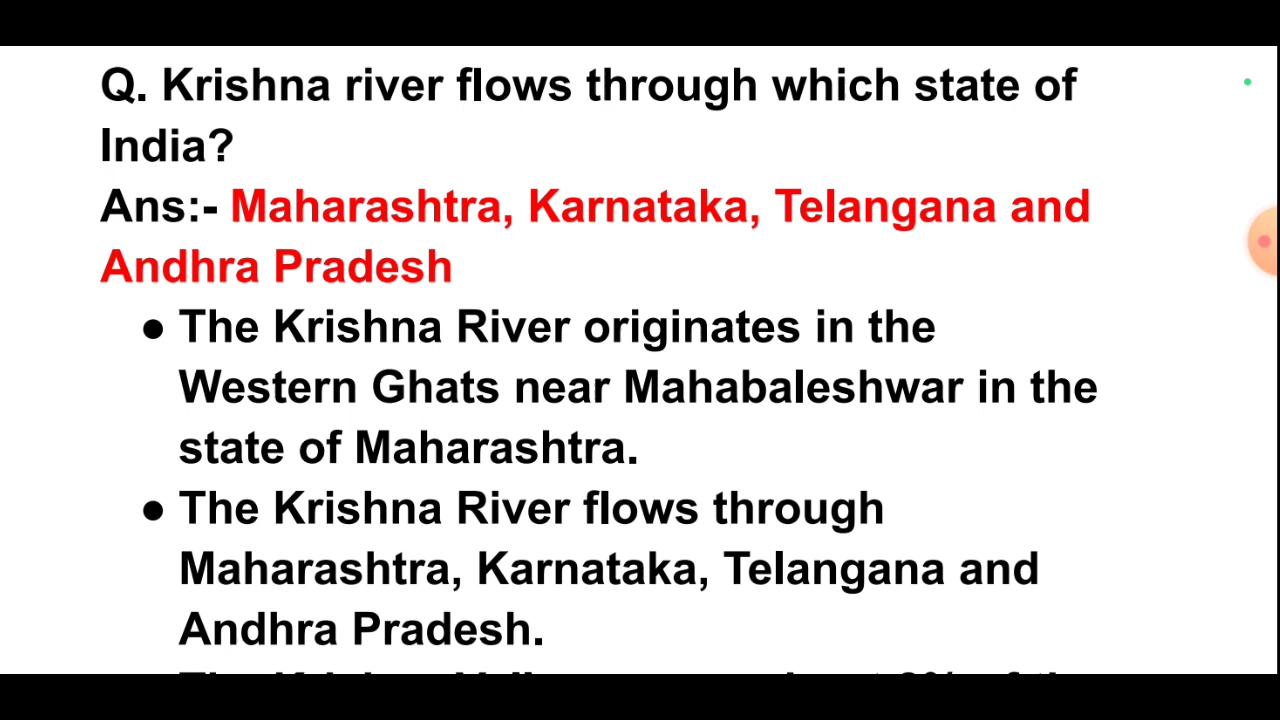 Q. Krishna river flows through which state of
India?
Ans:- Maharashtra, Karnataka, Telangana and
Andhra Pradesh
● The Krishna River originates in the
Western Ghats near Mahabaleshwar in the
state of Maharashtra.
● The Krishna River flows through
Maharashtra, Karnataka, Telangana and
Andhra Pradesh.